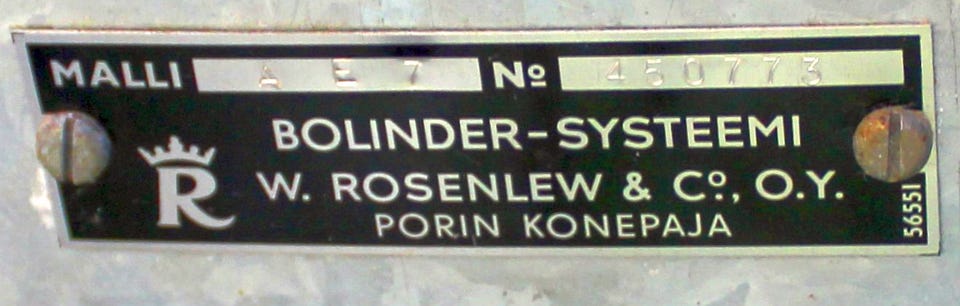 MALLI A E 7 Nº 450773
BOLINDER-SYSTEEMI
R W. ROSENLEW & Cº., O.Y.
PORIN KONEPAJA
56551